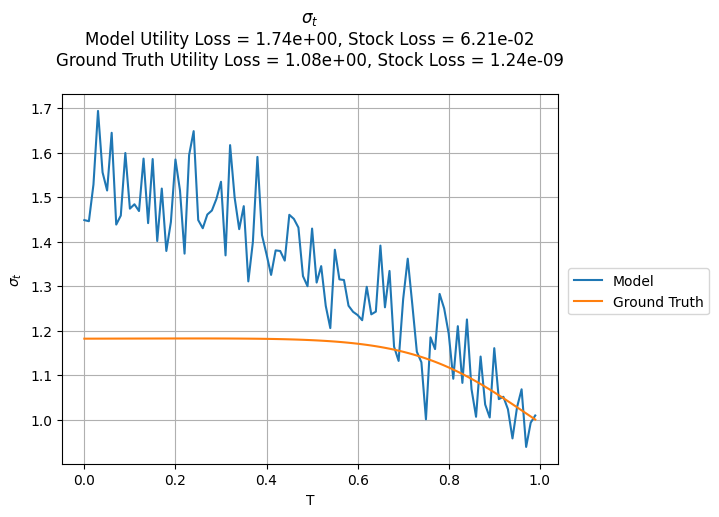 σt
Model Utility Loss = 1.74e+00, Stock Loss = 6.21e-02
Ground Truth Utility Loss = 1.08e+00, Stock Loss = 1.24e-09
1.7
1.6
1.5
1.4
1.3
1.2
1.1
1.0
σt
0.0 0.2 0.4 0.6 0.8 1.0
T
Model
Ground Truth